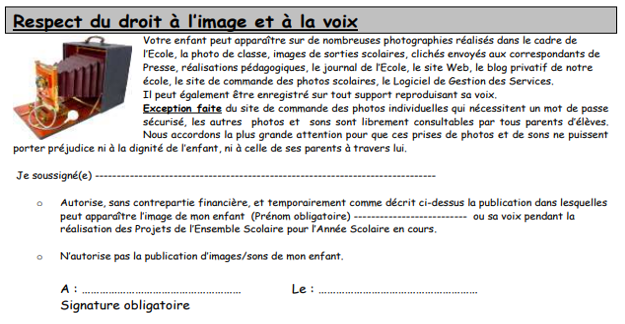 Respect du droit à l'image et à la voix
Votre enfant peut apparaître sur de nombreuses photographies réalisés dans le cadre de
l'Ecole, la photo de classe, images de sorties scolaires, clichés envoyés aux correspondants de
Presse, réalisations pédagogiques, le journal de l'Ecole, le site Web, le blog privatif de notre
école, le site de commande des photos scolaires, le Logiciel de Gestion des Services.
Il peut également être enregistré sur tout support reproduisant sa voix.
Exception faite du site de commande des photos individuelles qui nécessitent un mot de passe
sécurisé, les autres photos et sons sont librement consultables par tous parents d'élèves.
Nous accordons la plus grande attention pour que ces prises de photos et de sons ne puissent
porter préjudice ni à la dignité de l'enfant, ni à celle de ses parents à travers lui.
Je soussigné(e) ------------------------------------------------------------------------------
o Autorise, sans contrepartie financière, et temporairement comme décrit ci-dessus la publication dans lesquelles
peut apparaître l'image de mon enfant (Prénom obligatoire) -------------------------- ou sa voix pendant la
réalisation des Projets de l'Ensemble Scolaire pour l'Année Scolaire en cours.
o N'autorise pas la publication d'images/sons de mon enfant.
A : ……………………………………………… Le : ………………………………………………
Signature obligatoire